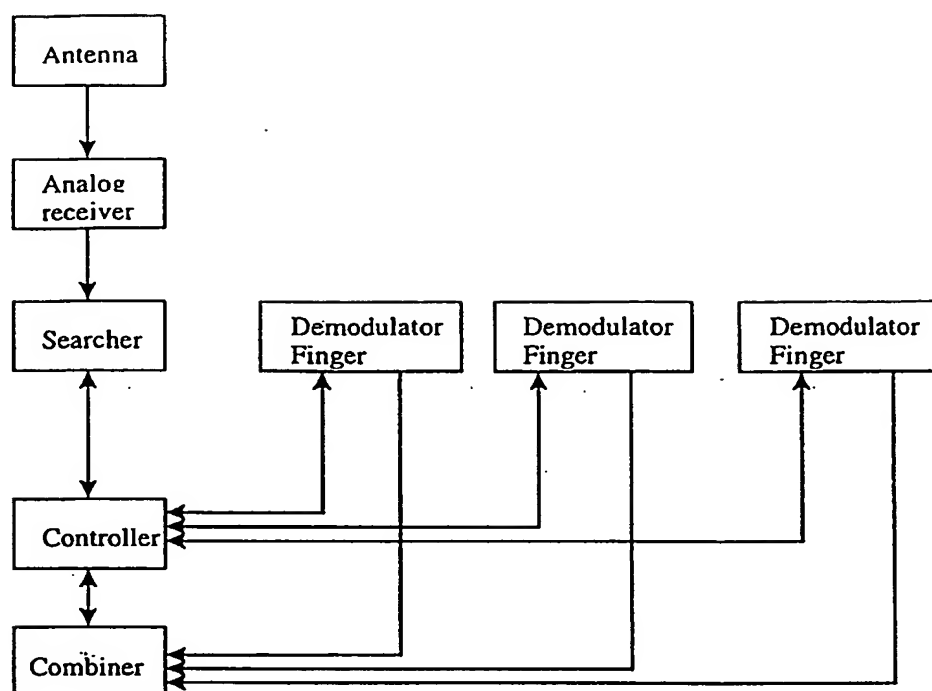 Antenna
Analog
receiver
Searcher
Demodulator
Finger
Demodulator
Finger
Demodulator
Finger
Controller
Combiner